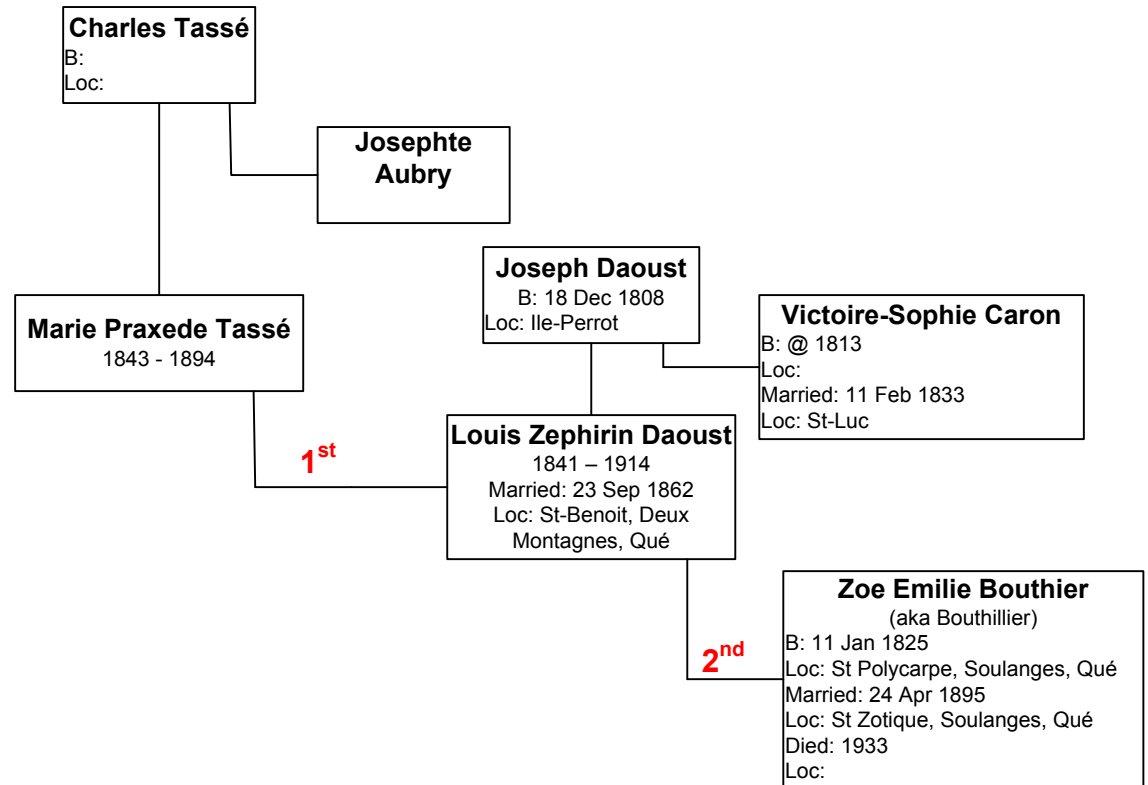 Charles Tassé
B:
Loc:
Josephte
Aubry
Joseph Daoust
B: 18 Dec 1808
Loc: Ile-Perrot
Marie Praxede Tassé
1843 - 1894
Victoire-Sophie Caron
B: @ 1813
Loc:
Married: 11 Feb 1833
Loc: St-Luc
1st
Louis Zephirin Daoust
1841 – 1914
Married: 23 Sep 1862
Loc: St-Benoit, Deux
Montagnes, Qué
2nd
Zoe Emilie Bouthier
(aka Bouthillier)
B: 11 Jan 1825
Loc: St Polycarpe, Soulanges, Qué
Married: 24 Apr 1895
Loc: St Zotique, Soulanges, Qué
Died: 1933
Loc: